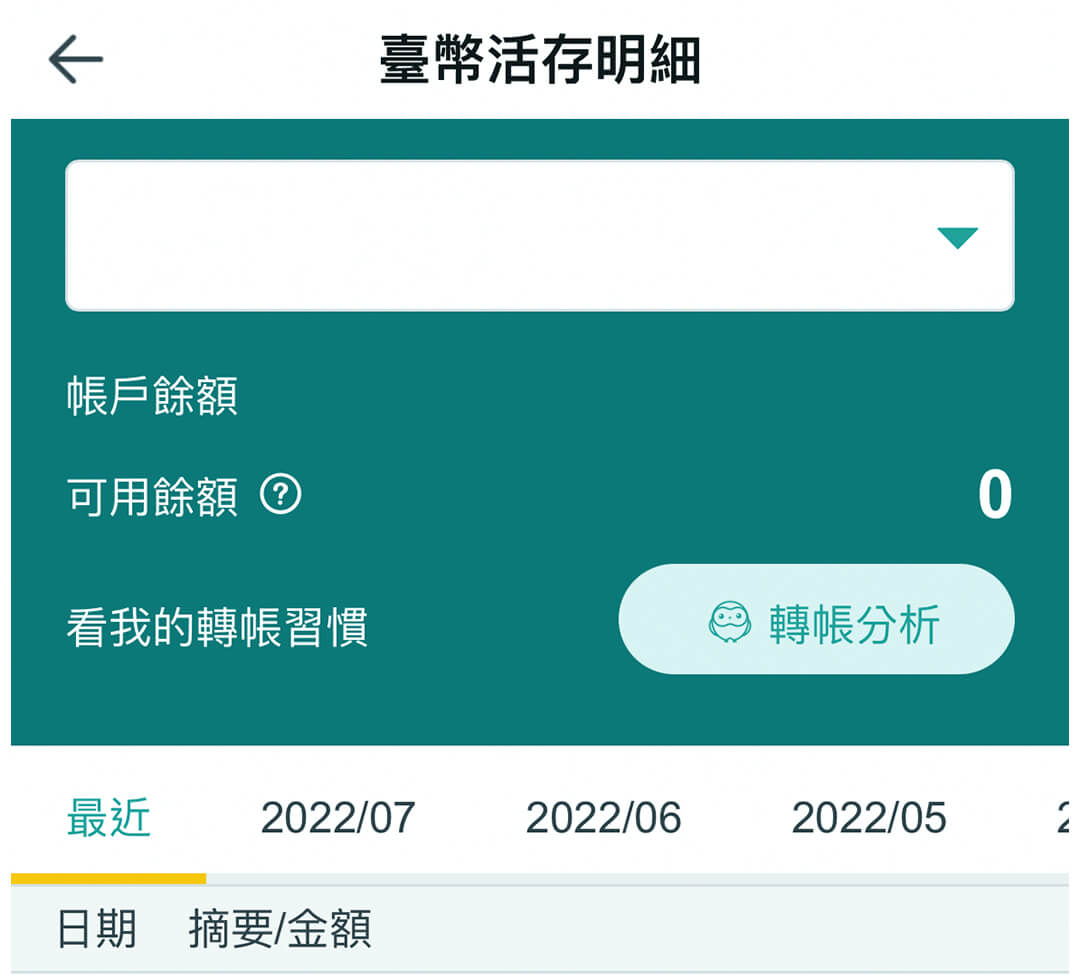 臺幣活存明細
帳戶餘額
可用餘額 ? 0
看我的轉帳習慣 轉帳分析
最近 2022/07 2022/06 2022/05
日期 摘要/金額